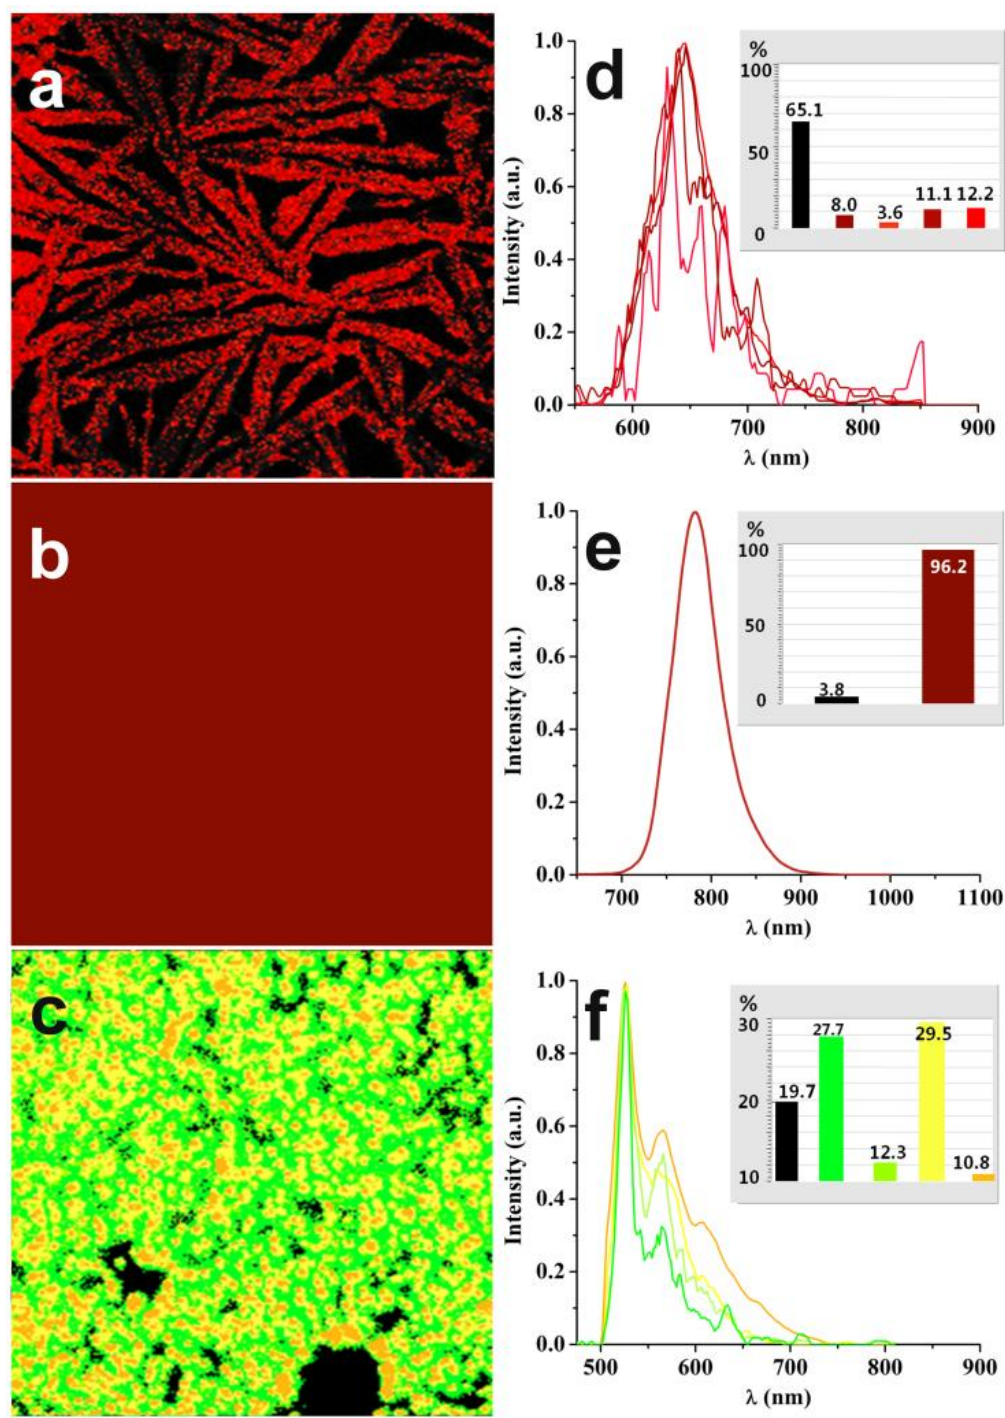 a
b
c
d
Intensity (a.u.)
1.0
0.8
0.6
0.4
0.2
0.0
600 700 800 900
λ (nm)
%
100
50
0
65.1 8.0 3.6 11.1 12.2
e
Intensity (a.u.)
1.0
0.8
0.6
0.4
0.2
0.0
700 800 900 1000 1100
λ (nm)
%
100
50
0
3.8 96.2
f
Intensity (a.u.)
1.0
0.8
0.6
0.4
0.2
0.0
500 600 700 800 900
λ (nm)
%
30
20
10
19.7 27.7 12.3 29.5 10.8